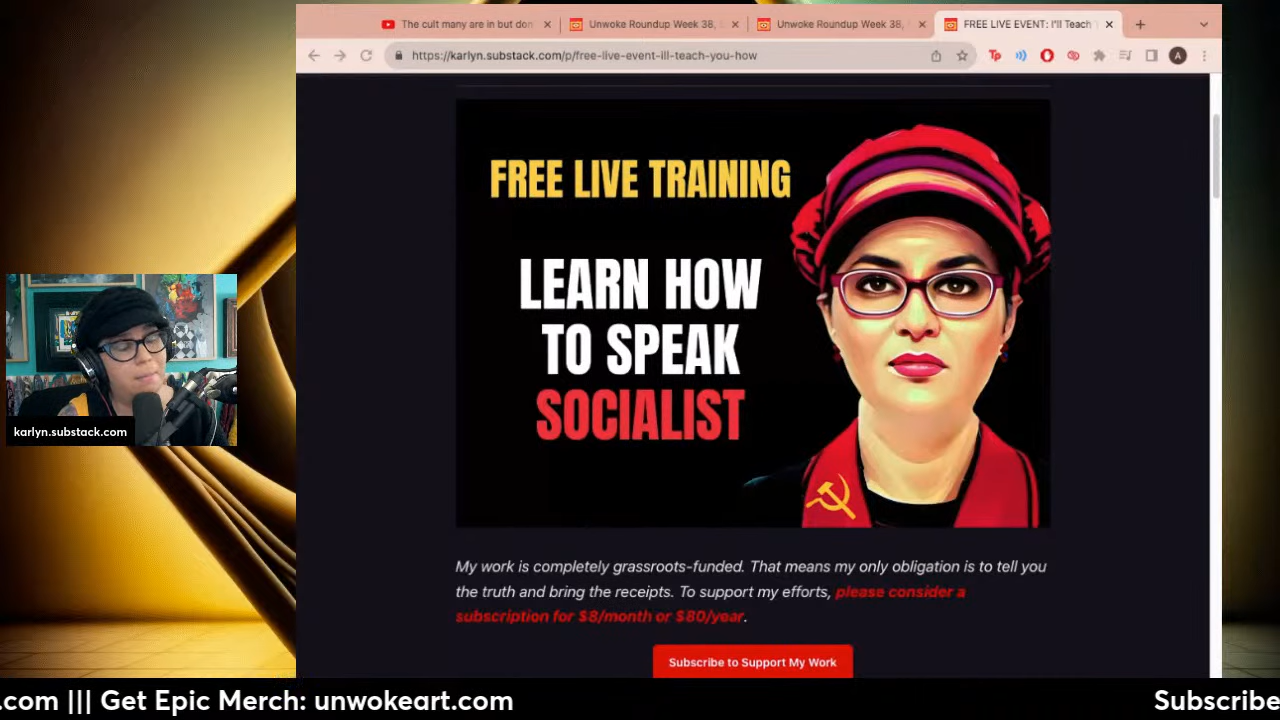 The cult many are in but don
Unwoke Roundup Week 38,
Unwoke Roundup Week 38,
FREE LIVE EVENT: I'll Teach
https://karlyn.substack.com/p/free-live-event-ill-teach-you-how
Tp
A
FREE LIVE TRAINING
LEARN HOW
TO SPEAK
SOCIALIST
karlyn.substack.com
My work is completely grassroots-funded. That means my only obligation is to tell you
the truth and bring the receipts. To support my efforts, please consider a
subscription for $8/month or $80/year.
Subscribe to Support My Work
.com ||| Get Epic Merch: unwokeart.com
Subscribe